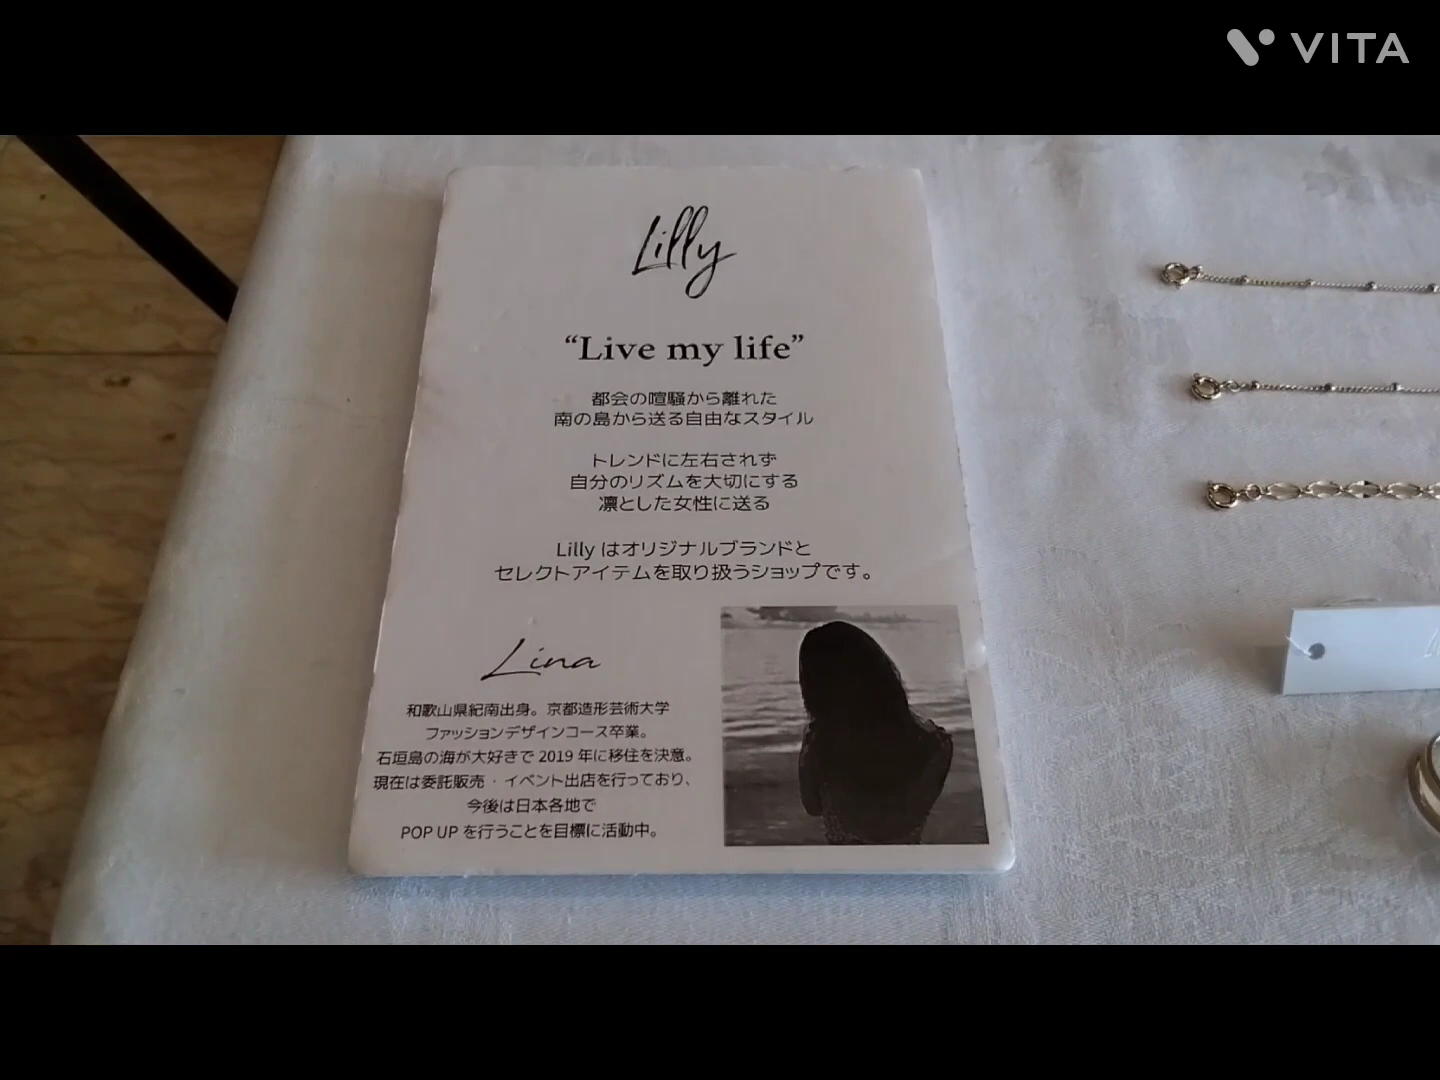 VITA
Lilly
“Live my life”
都会の喧騒から離れた
南の島から送る自由なスタイル
トレンドに左右されず
自分のリズムを大切にする
凛とした女性に送る
Lilly はオリジナルブランドと
セレクトアイテムを取り扱うショップです。
Lina
和歌山県紀南出身。京都造形芸術大学
ファッションデザインコース卒業。
石垣島の海が大好きで 2019 年に移住を決意。
現在は委託販売・イベント出店を行っており、
今後は日本各地で
POP UP を行うことを目標に活動中。